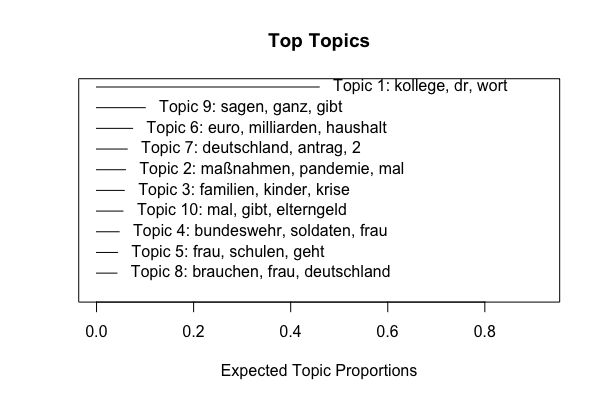 Top Topics
Topic 1: kollege, dr, wort
Topic 9: sagen, ganz, gibt
Topic 6: euro, milliarden, haushalt
Topic 7: deutschland, antrag, 2
Topic 2: maßnahmen, pandemie, mal
Topic 3: familien, kinder, krise
Topic 10: mal, gibt, elterngeld
Topic 4: bundeswehr, soldaten, frau
Topic 5: frau, schulen, geht
Topic 8: brauchen, frau, deutschland
0.0 0.2 0.4 0.6 0.8
Expected Topic Proportions